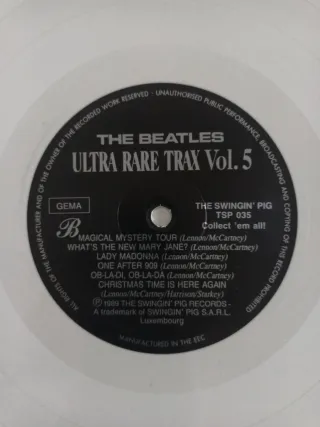 ALL RIGHTS OF THE MANUFACTURER AND OF THE OWNER OF THE RECORDED WORK RESERVED - UNAUTHORISED PUBLIC PERFORMANCE, BROADCASTING AND COPYING OF THIS RECORD PROHIBITED
THE BEATLES
ULTRA RARE TRAX Vol. 5
GEMA
THE SWINGIN' PIG
TSP 035
Collect 'em all!
B
MAGICAL MYSTERY TOUR (Lennon/McCartney)
WHAT'S THE NEW MARY JANE? (Lennon/McCartney)
LADY MADONNA (Lennon/McCartney)
ONE AFTER 909 (Lennon/McCartney)
OB-LA-DI, OB-LA-DA (Lennon/McCartney)
CHRISTMAS TIME IS HERE AGAIN
(Lennon/McCartney/Harrison/Starkey)
℗ 1989 THE SWINGIN' PIG RECORDS -
A trademark of SWINGIN' PIG S.A.R.L.
Luxembourg
MANUFACTURED IN THE EEC